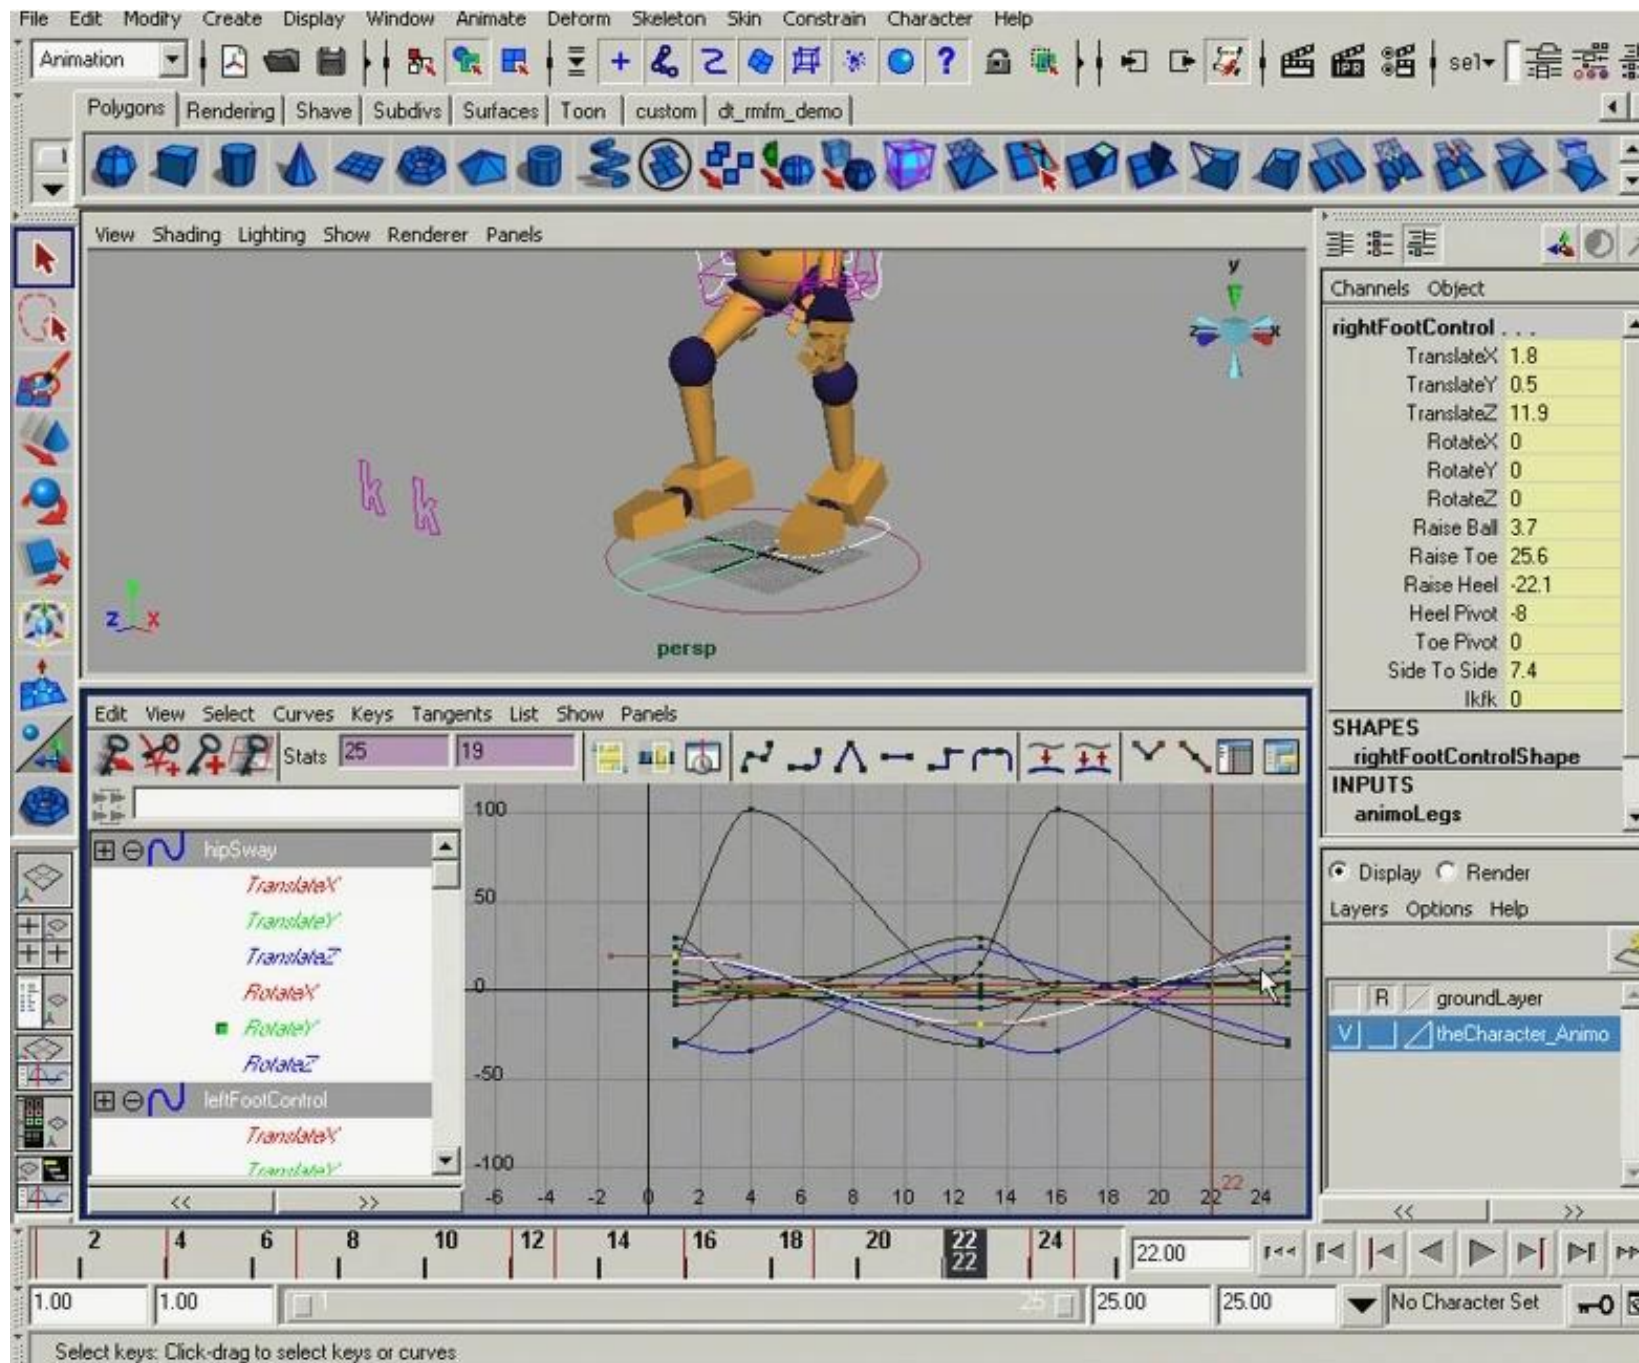 File Edit Modify Create Display Window Animate Deform Skeleton Skin Constrain Character Help
Animation IPR sel
Polygons Rendering Shave Subdivs Surfaces Toon custom dt_rmfm_demo
View Shading Lighting Show Renderer Panels
y
z x
k k
z x
persp
Channels Object
rightFootControl . . .
TranslateX 1.8
TranslateY 0.5
TranslateZ 11.9
RotateX 0
RotateY 0
RotateZ 0
Raise Ball 3.7
Raise Toe 25.6
Raise Heel -22.1
Heel Pivot -8
Toe Pivot 0
Side To Side 7.4
Ikfk 0
SHAPES
rightFootControlShape
INPUTS
animoLegs
Edit View Select Curves Keys Tangents List Show Panels
Stats 25 19
hipSway
TranslateX
TranslateY
TranslateZ
RotateX
RotateY
RotateZ
leftFootControl
TranslateX
TranslateY
<< >>
100
50
0
-50
-100
22
-6 -4 -2 0 2 4 6 8 10 12 14 16 18 20 22 24
Display Render
Layers Options Help
R groundLayer
V theCharacter_Animo
<< >>
2 4 6 8 10 12 14 16 18 20 22 24
22
22.00
1.00 1.00 1 25 25.00 25.00 No Character Set
Select keys: Click-drag to select keys or curves